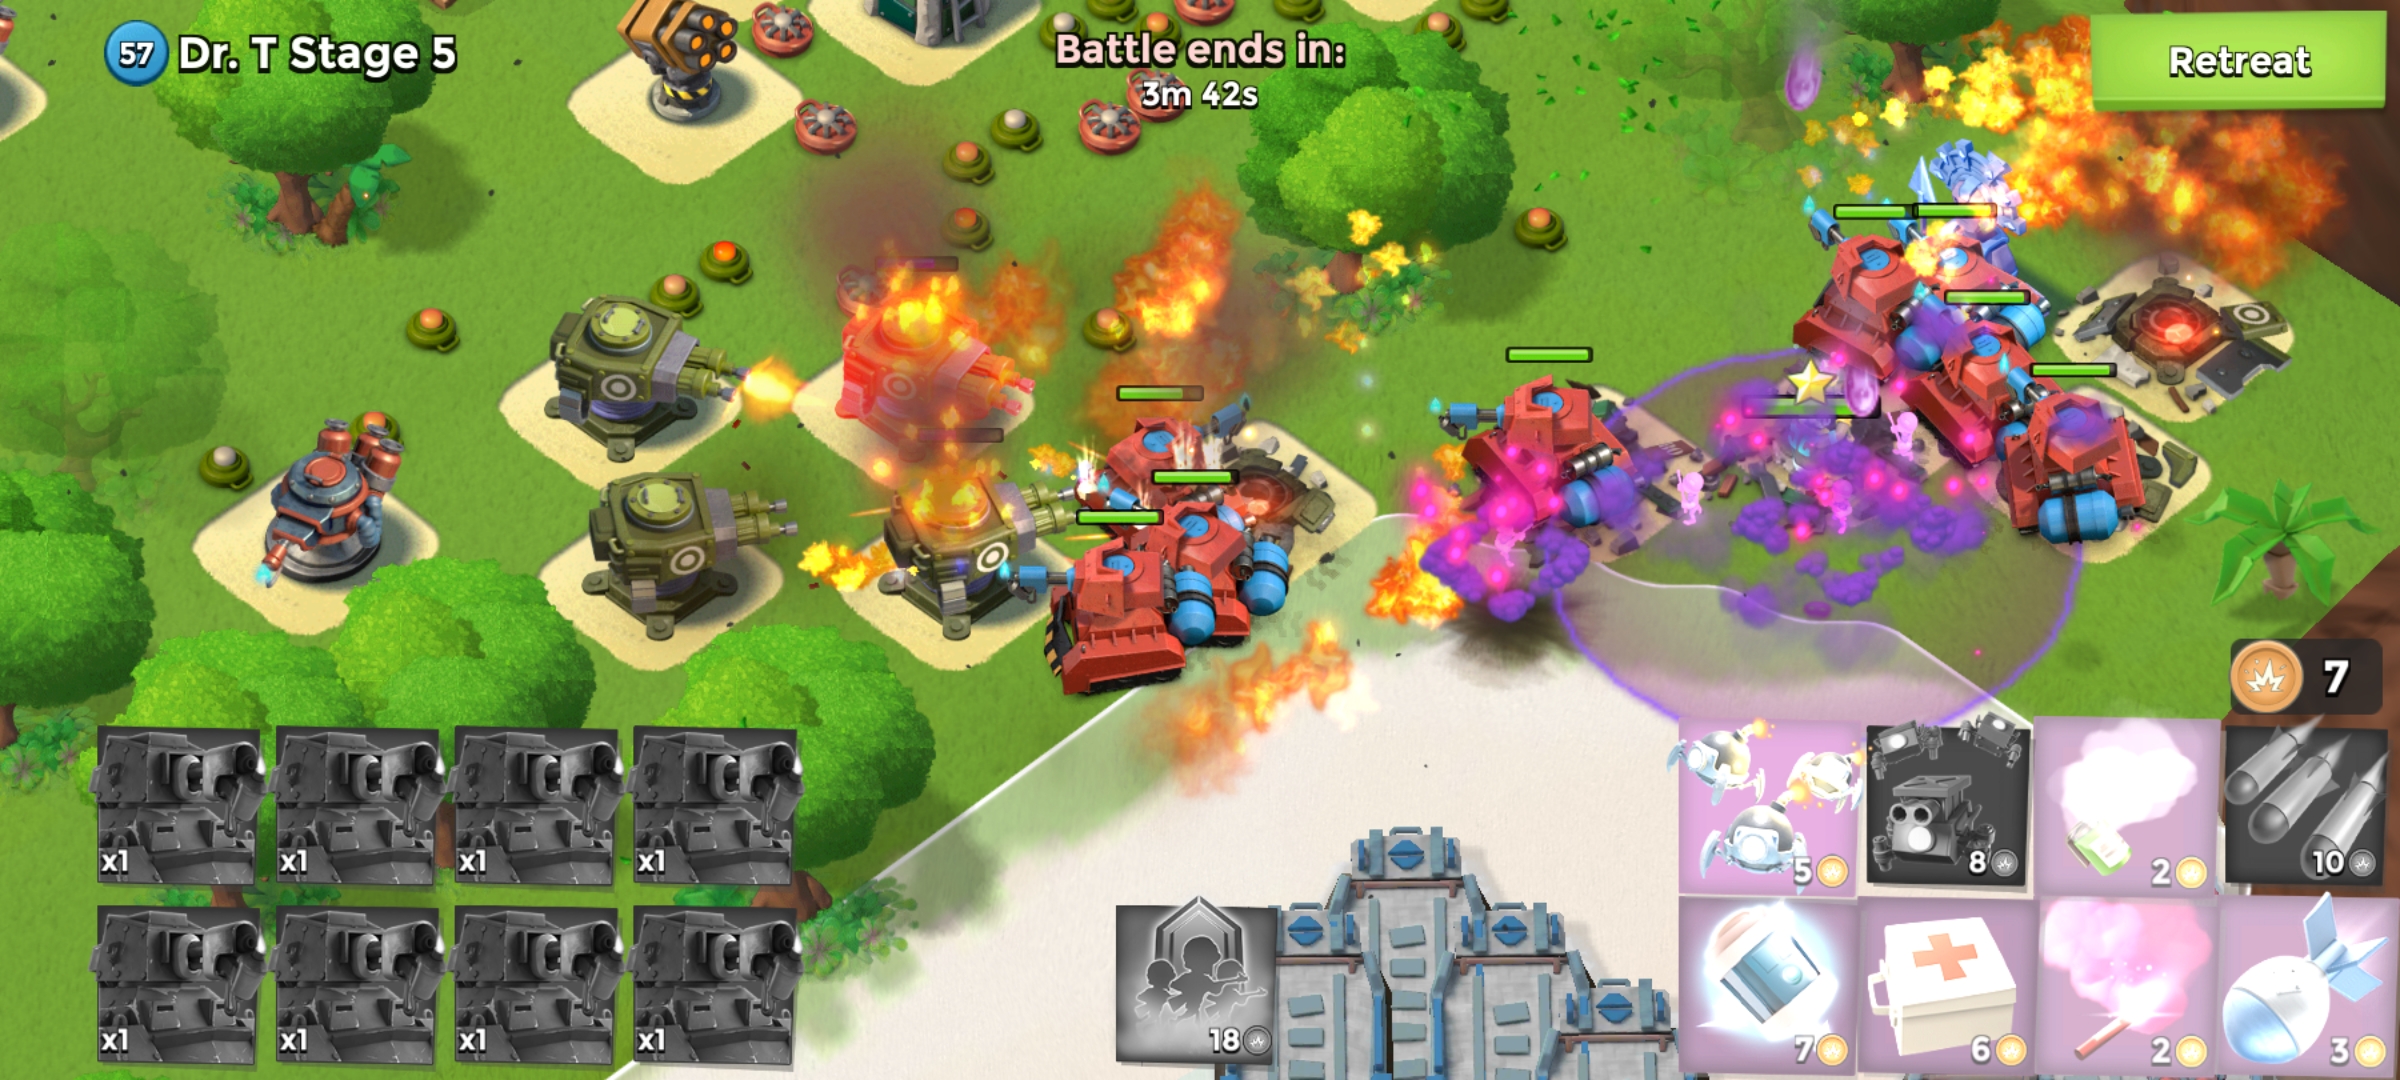 57 Dr. T Stage 5
Battle ends in:
3m 42s
Retreat
7
x1 x1 x1 x1
5 8 2 10
x1 x1 x1 x1
18
7 6 2 3